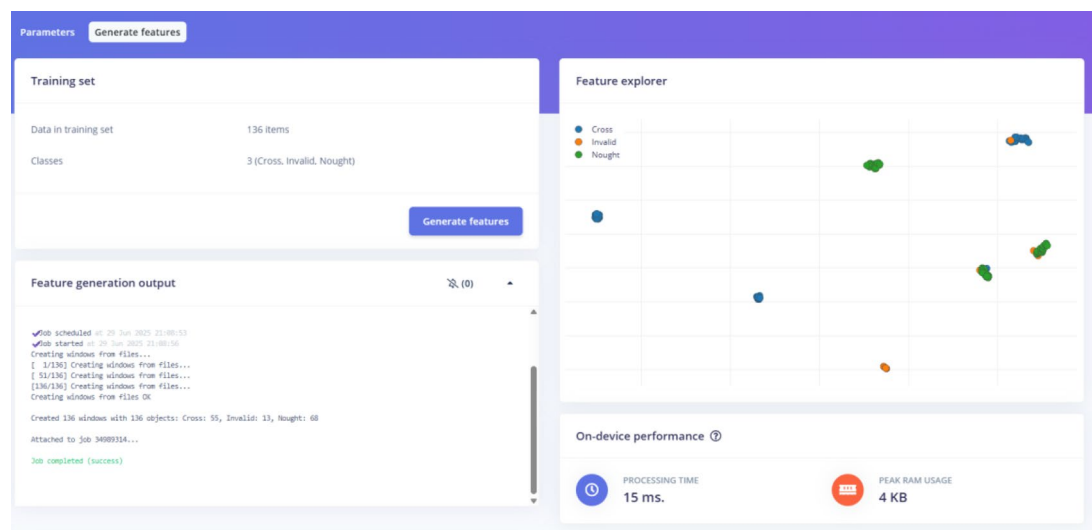 Parameters
Generate features
Training set
Data in training set 136 items
Classes 3 (Cross, Invalid, Nought)
Generate features
Feature generation output (0)
Job scheduled at 29 Jun 2025 21:08:53
Job started at 29 Jun 2025 21:08:56
Creating windows from files...
[ 1/136] Creating windows from files...
[ 51/136] Creating windows from files...
[136/136] Creating windows from files...
Creating windows from files OK
Created 136 windows with 136 objects: Cross: 55, Invalid: 13, Nought: 68
Attached to job 34989314...
Job completed (success)
Feature explorer
Cross
Invalid
Nought
On-device performance
PROCESSING TIME
15 ms.
PEAK RAM USAGE
4 KB